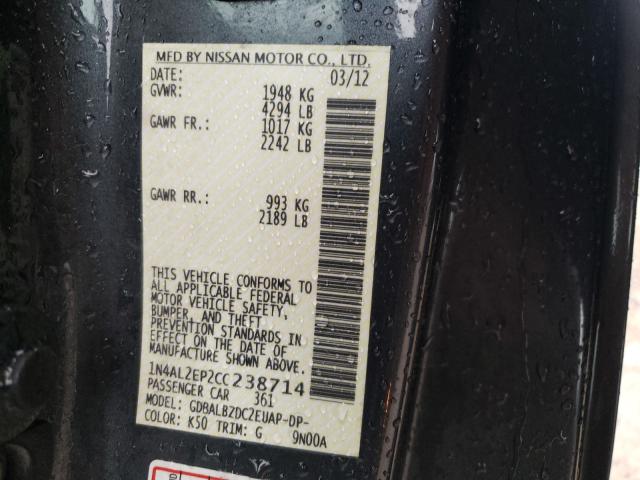 MFD BY NISSAN MOTOR CO., LTD.
DATE: 03/12
GVWR: 1948 KG
4294 LB
GAWR FR.: 1017 KG
2242 LB
GAWR RR.: 993 KG
2189 LB
THIS VEHICLE CONFORMS TO
ALL APPLICABLE FEDERAL
MOTOR VEHICLE SAFETY,
BUMPER, AND THEFT
PREVENTION STANDARDS IN
EFFECT ON THE DATE OF
MANUFACTURE SHOWN ABOVE.
1N4AL2EP2CC238714
PASSENGER CAR 361
MODEL: GDBALBZDC2EUAP-DP-
COLOR: K50 TRIM: G 9N00A